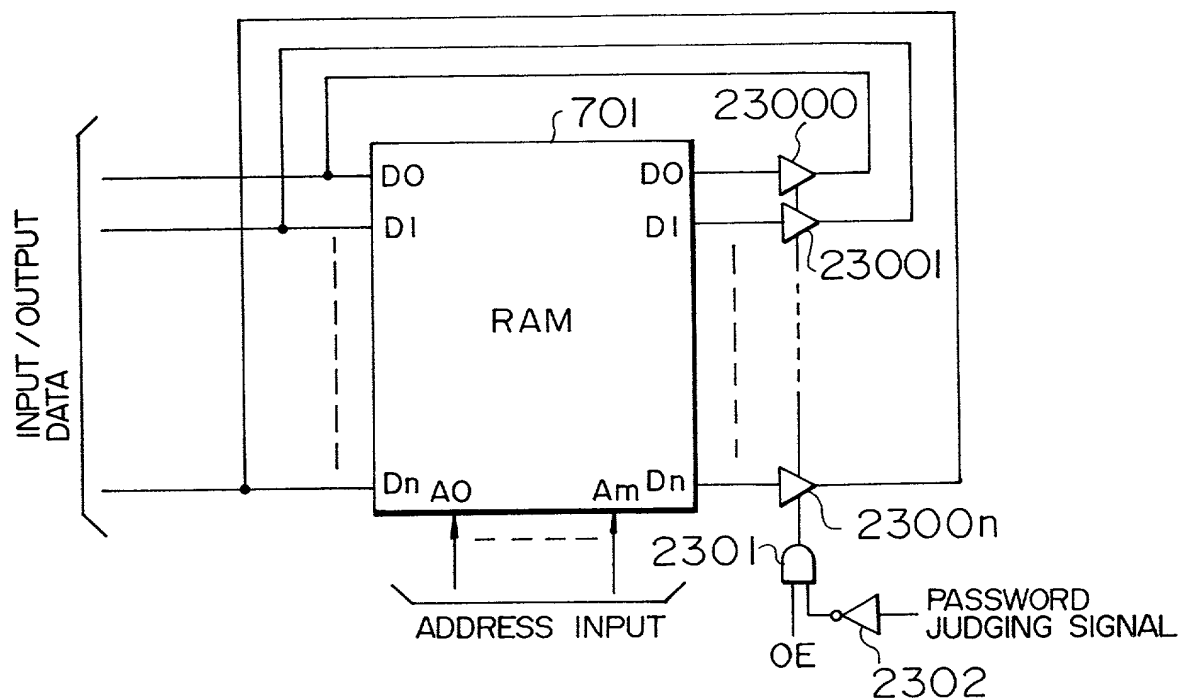 701
23000
D0
D0
D1
D1
23001
INPUT/OUTPUT
DATA
RAM
Dn
A0
Am
Dn
2300n
2301
ADDRESS INPUT
PASSWORD
JUDGING SIGNAL
OE
2302